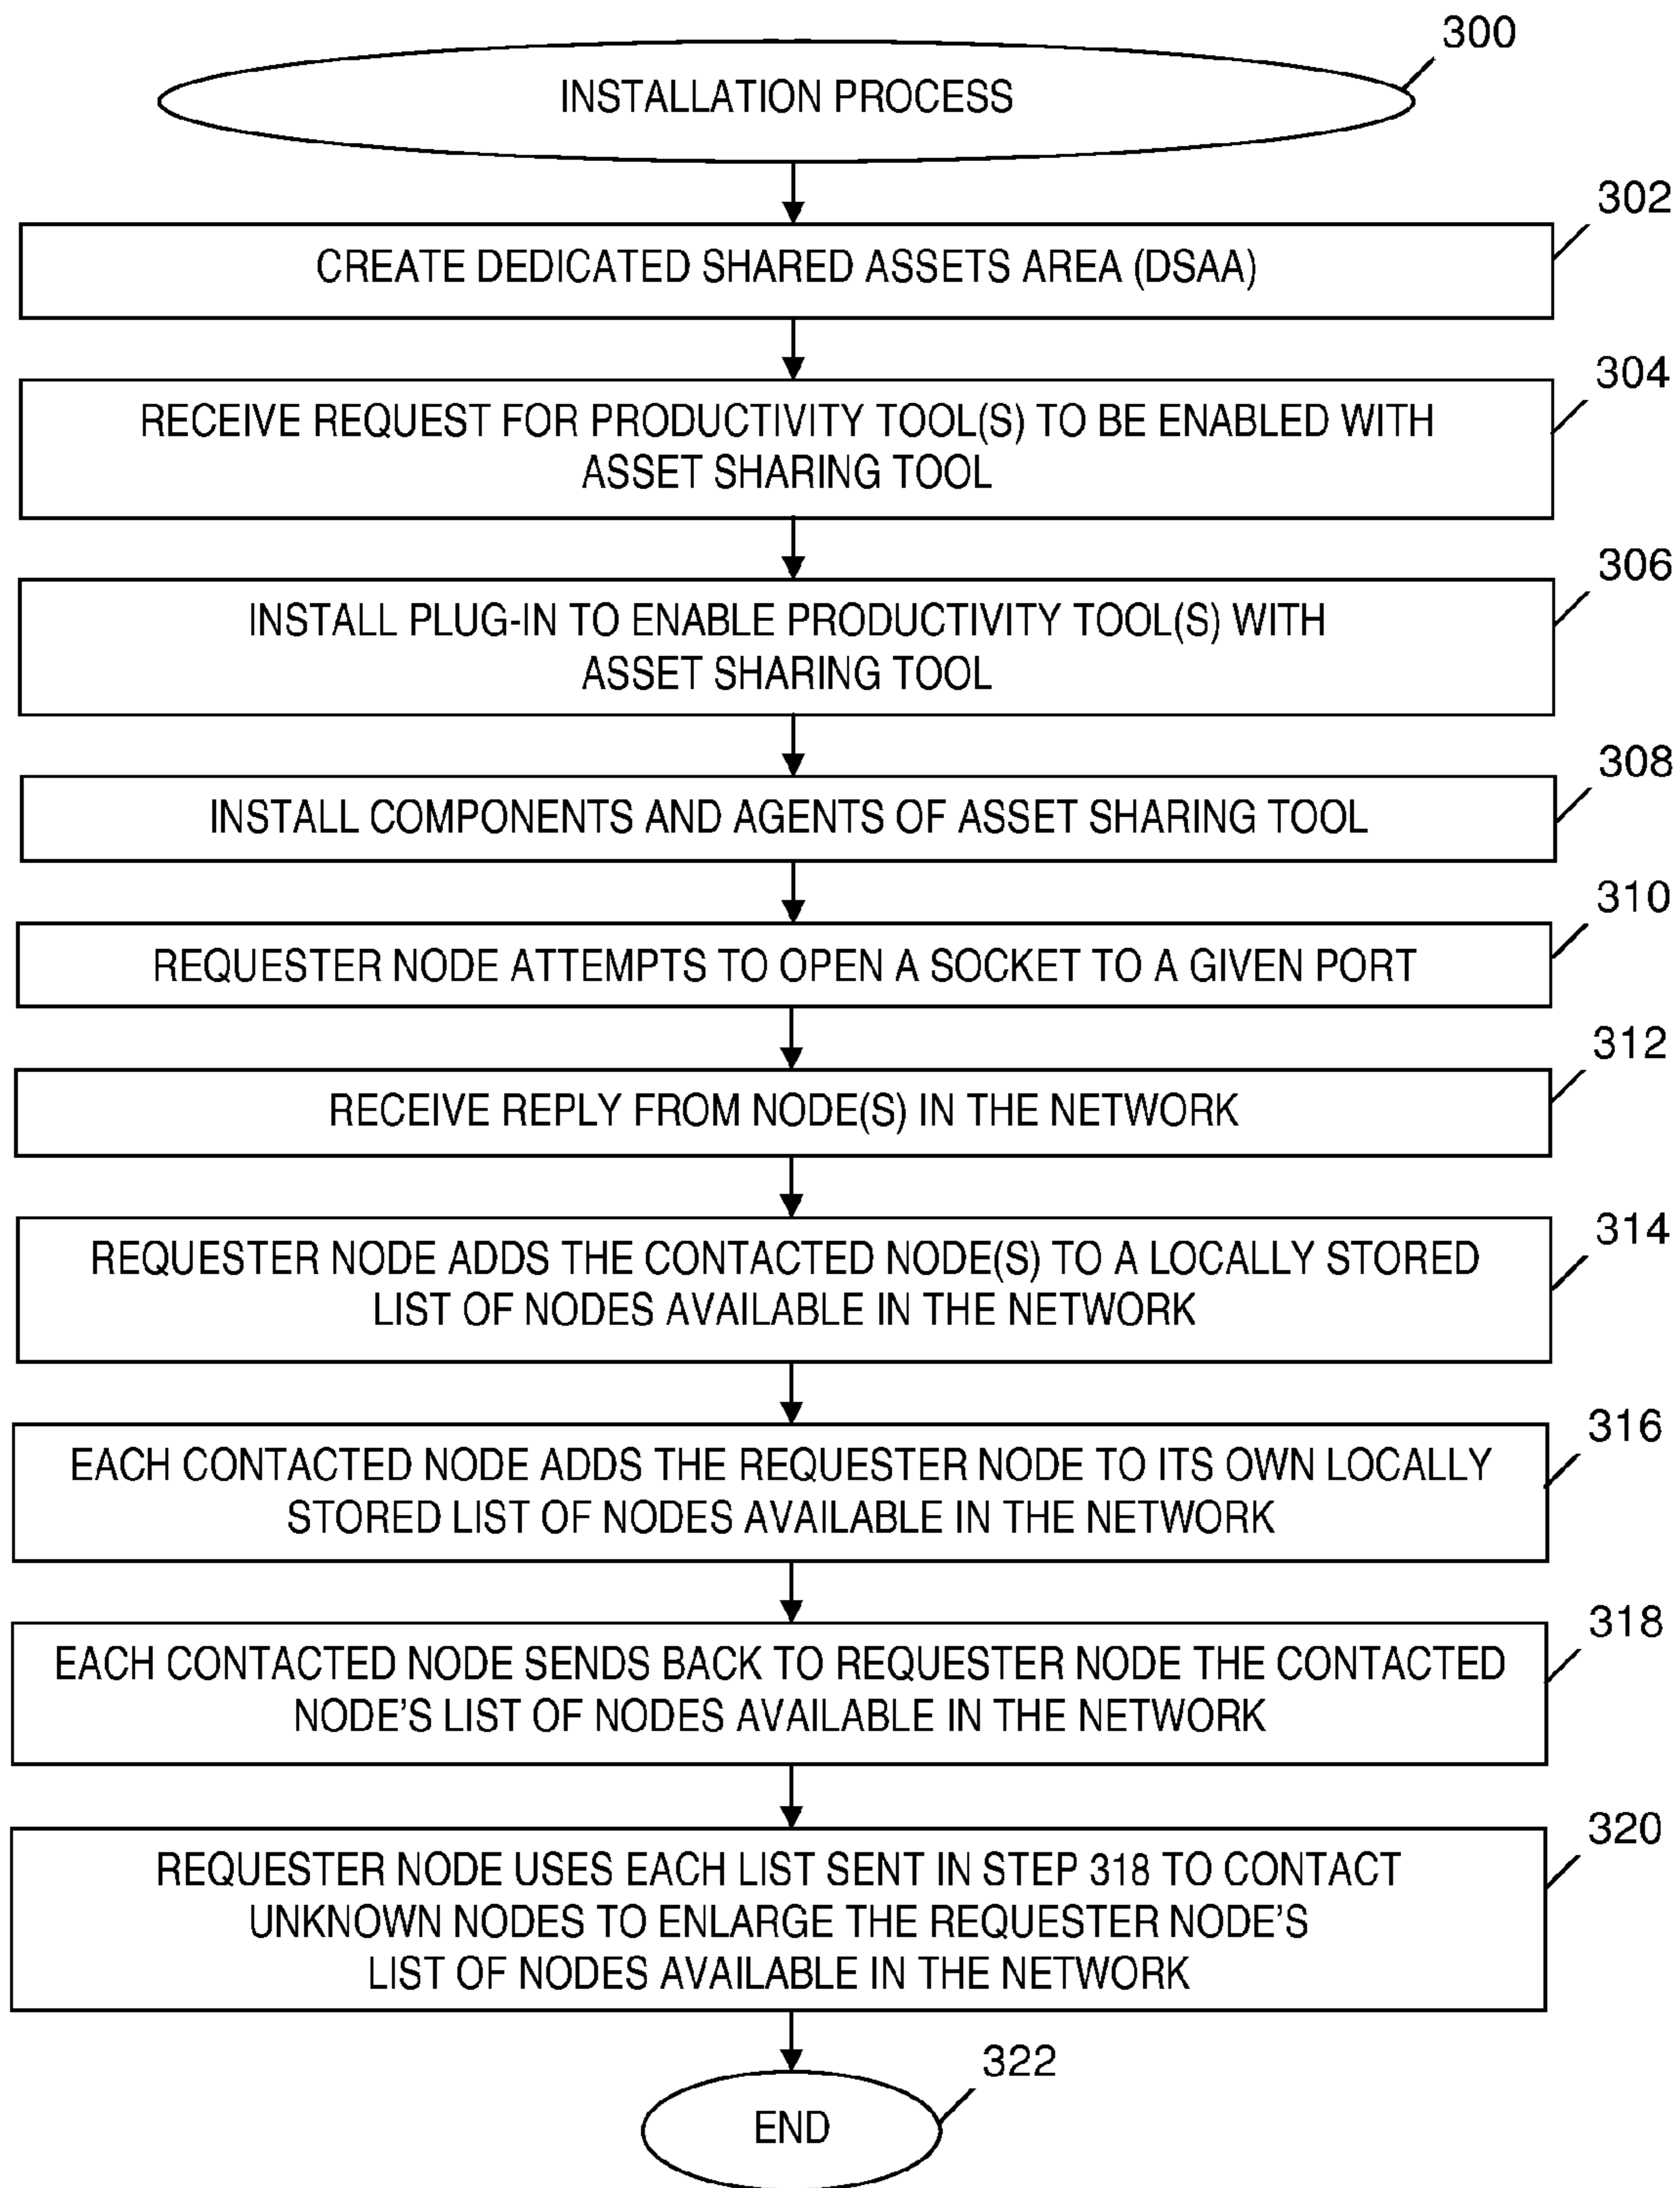 300
INSTALLATION PROCESS
302
CREATE DEDICATED SHARED ASSETS AREA (DSAA)
304
RECEIVE REQUEST FOR PRODUCTIVITY TOOL(S) TO BE ENABLED WITH
ASSET SHARING TOOL
306
INSTALL PLUG-IN TO ENABLE PRODUCTIVITY TOOL(S) WITH
ASSET SHARING TOOL
308
INSTALL COMPONENTS AND AGENTS OF ASSET SHARING TOOL
310
REQUESTER NODE ATTEMPTS TO OPEN A SOCKET TO A GIVEN PORT
312
RECEIVE REPLY FROM NODE(S) IN THE NETWORK
314
REQUESTER NODE ADDS THE CONTACTED NODE(S) TO A LOCALLY STORED
LIST OF NODES AVAILABLE IN THE NETWORK
316
EACH CONTACTED NODE ADDS THE REQUESTER NODE TO ITS OWN LOCALLY
STORED LIST OF NODES AVAILABLE IN THE NETWORK
318
EACH CONTACTED NODE SENDS BACK TO REQUESTER NODE THE CONTACTED
NODE'S LIST OF NODES AVAILABLE IN THE NETWORK
320
REQUESTER NODE USES EACH LIST SENT IN STEP 318 TO CONTACT
UNKNOWN NODES TO ENLARGE THE REQUESTER NODE'S
LIST OF NODES AVAILABLE IN THE NETWORK
322
END